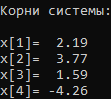 Корни системы:
x[1]=  2.19
x[2]=  3.77
x[3]=  1.59
x[4]= -4.26